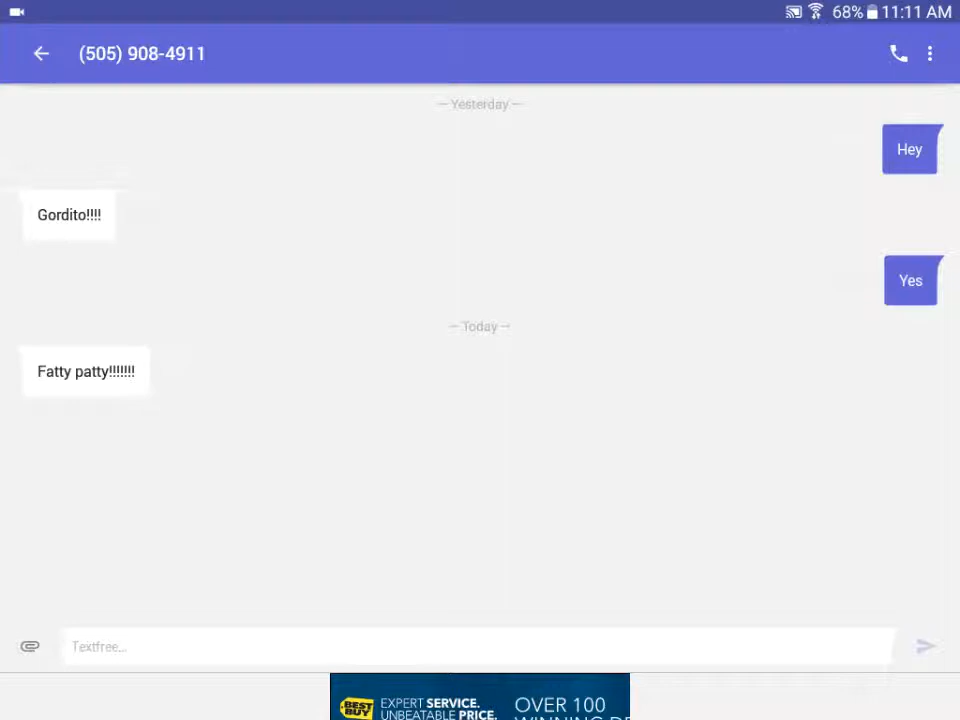 68% 11:11 AM
(505) 908-4911
— Yesterday —
Hey
Gordito!!!!
Yes
— Today —
Fatty patty!!!!!!!
Textfree...
BEST BUY
EXPERT SERVICE.
UNBEATABLE PRICE.
OVER 100